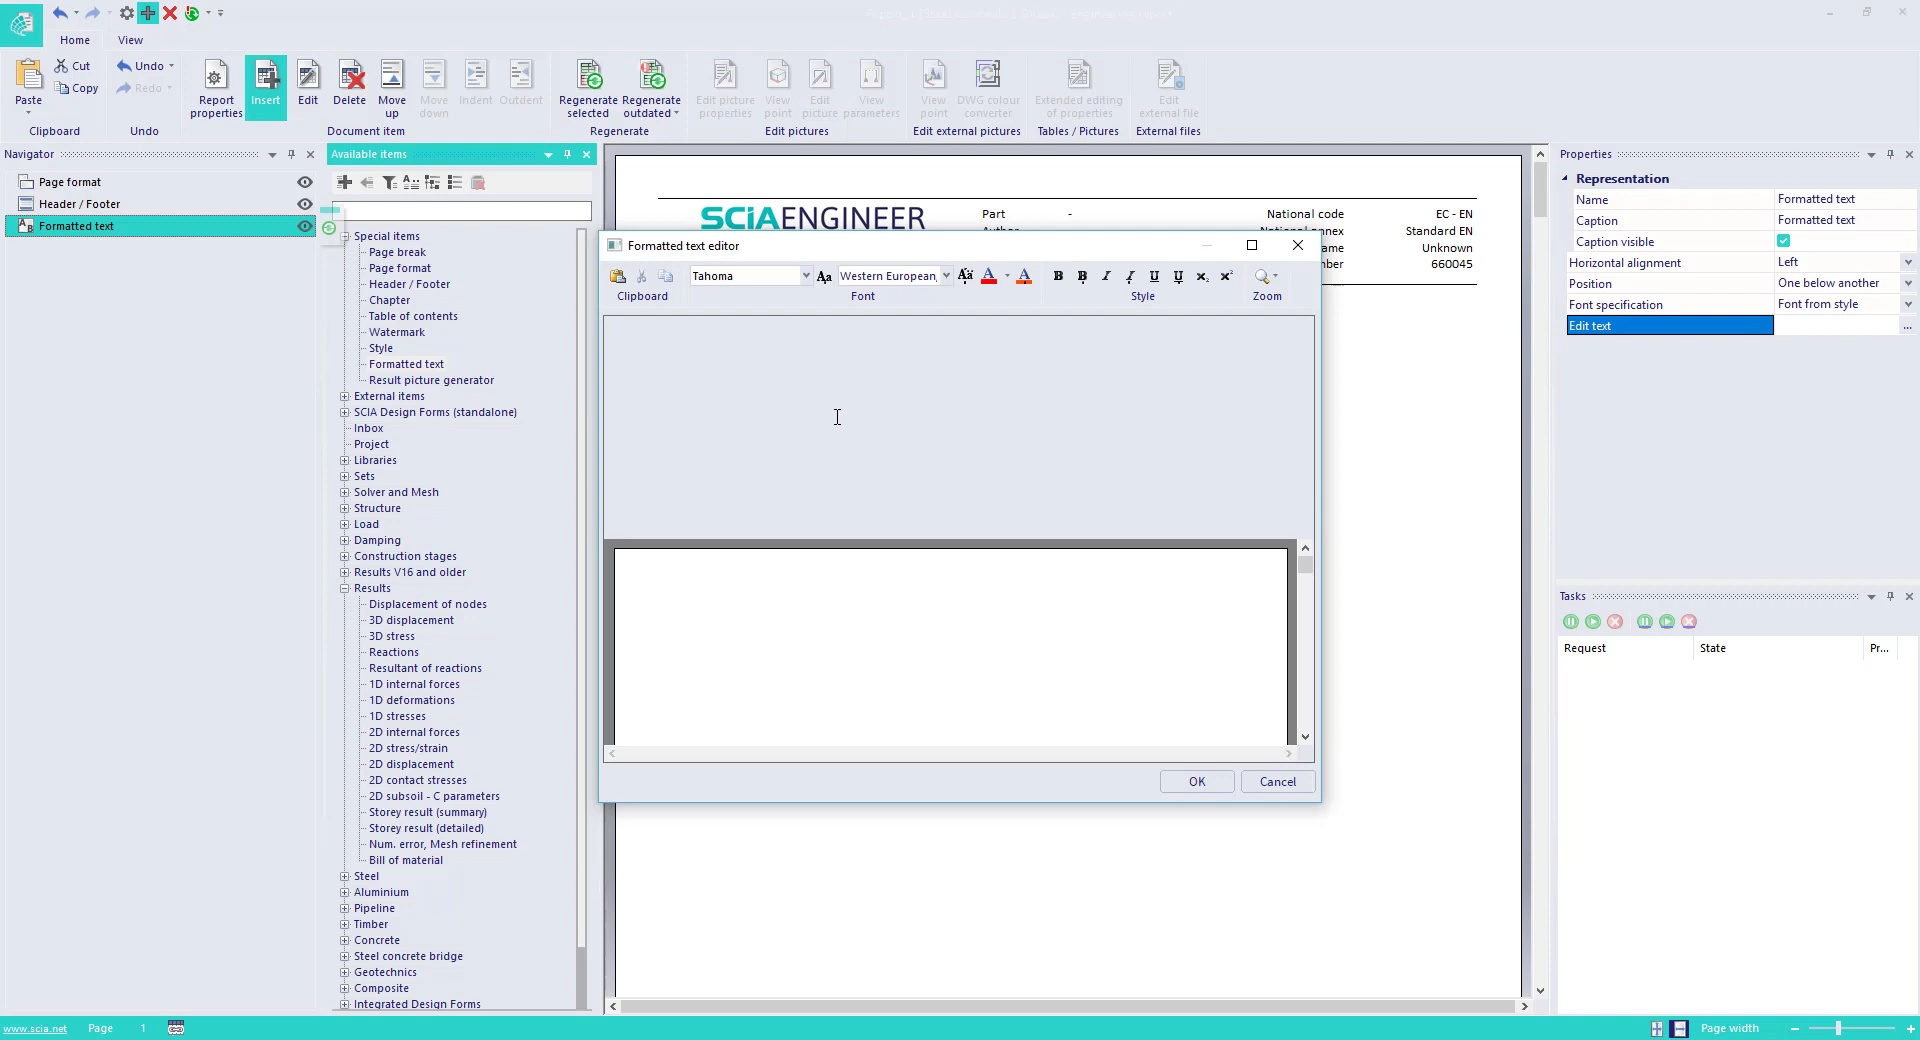 Home
View
Paste
Cut
Copy
Clipboard
Undo
Redo
Undo
Report properties
Insert
Edit
Delete
Move up
Move down
Indent
Outdent
Document item
Regenerate selected
Regenerate outdated
Regenerate
Edit picture properties
View point
Edit picture
View parameters
Edit pictures
View point
DWG colour converter
Edit external pictures
Extended editing of properties
Tables / Pictures
Edit external file
External files
Navigator
Page format
Header / Footer
Formatted text
Available items
Special items
Page break
Page format
Header / Footer
Chapter
Table of contents
Watermark
Style
Formatted text
Result picture generator
External items
SCIA Design Forms (standalone)
Inbox
Project
Libraries
Sets
Solver and Mesh
Structure
Load
Damping
Construction stages
Results V16 and older
Results
Displacement of nodes
3D displacement
3D stress
Reactions
Resultant of reactions
1D internal forces
1D deformations
1D stresses
2D internal forces
2D stress/strain
2D displacement
2D contact stresses
2D subsoil - C parameters
Storey result (summary)
Storey result (detailed)
Num. error, Mesh refinement
Bill of material
Steel
Aluminium
Pipeline
Timber
Concrete
Steel concrete bridge
Geotechnics
Composite
Integrated Design Forms
SCIAENGINEER
Part -
National code EC - EN
Standard EN
Unknown
660045
Formatted text editor
Tahoma
Western European,
Clipboard
Font
Style
Zoom
OK
Cancel
Properties
Representation
Name Formatted text
Caption Formatted text
Caption visible
Horizontal alignment Left
Position One below another
Font specification Font from style
Edit text ...
Tasks
Request State Pr...
www.scia.net Page 1
Page width